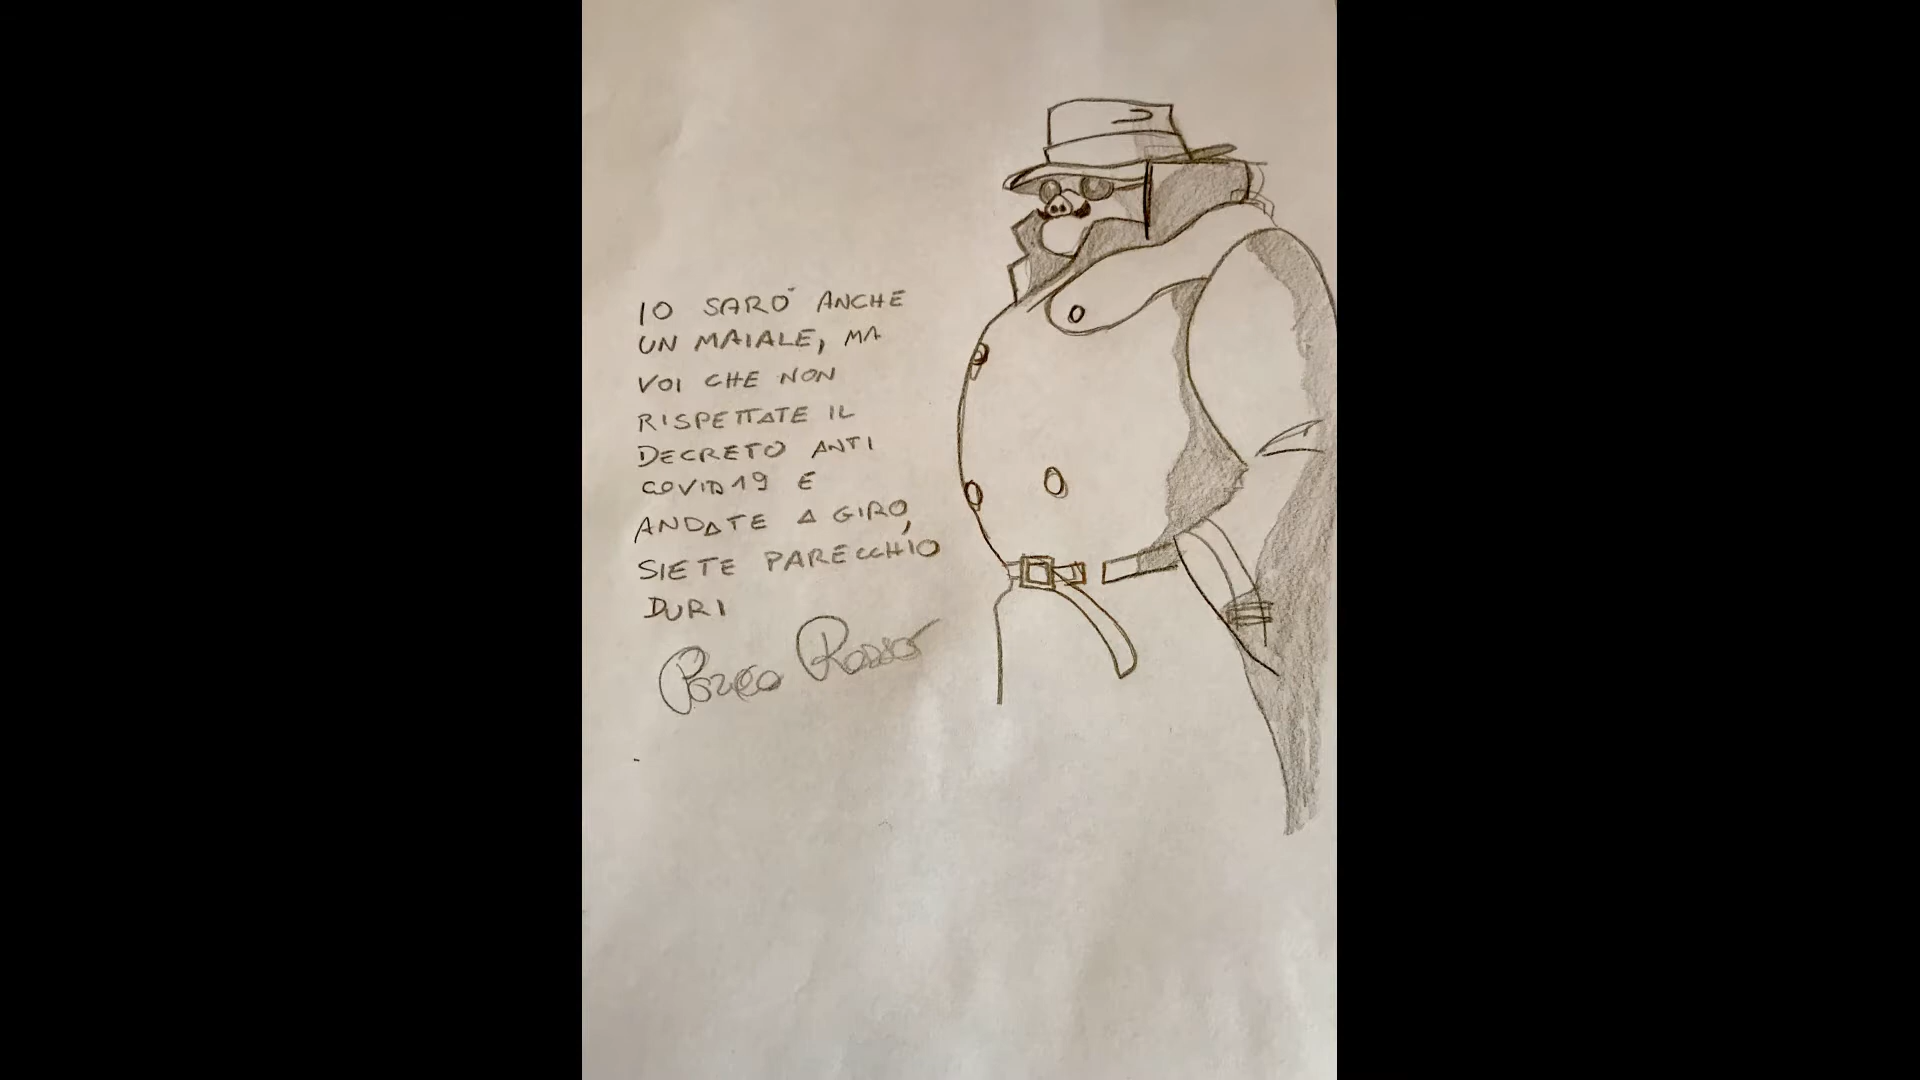 IO SARO' ANCHE
UN MAIALE, MA
VOI CHE NON
RISPETTATE IL
DECRETO ANTI
COVID19 E
ANDATE A GIRO,
SIETE PARECCHIO
DURI
Porco Rosso